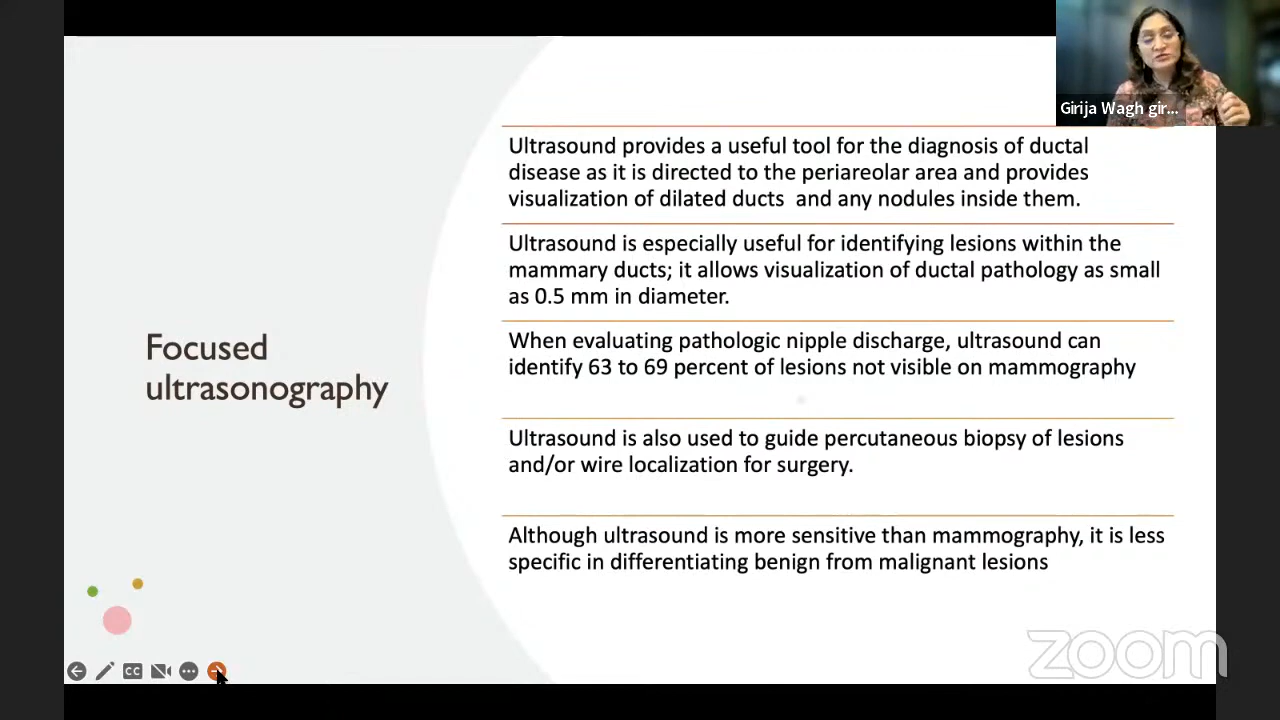 Girija Wagh gir...
Ultrasound provides a useful tool for the diagnosis of ductal
disease as it is directed to the periareolar area and provides
visualization of dilated ducts and any nodules inside them.
Ultrasound is especially useful for identifying lesions within the
mammary ducts; it allows visualization of ductal pathology as small
as 0.5 mm in diameter.
Focused
ultrasonography
When evaluating pathologic nipple discharge, ultrasound can
identify 63 to 69 percent of lesions not visible on mammography
Ultrasound is also used to guide percutaneous biopsy of lesions
and/or wire localization for surgery.
Although ultrasound is more sensitive than mammography, it is less
specific in differentiating benign from malignant lesions
CC
zoom